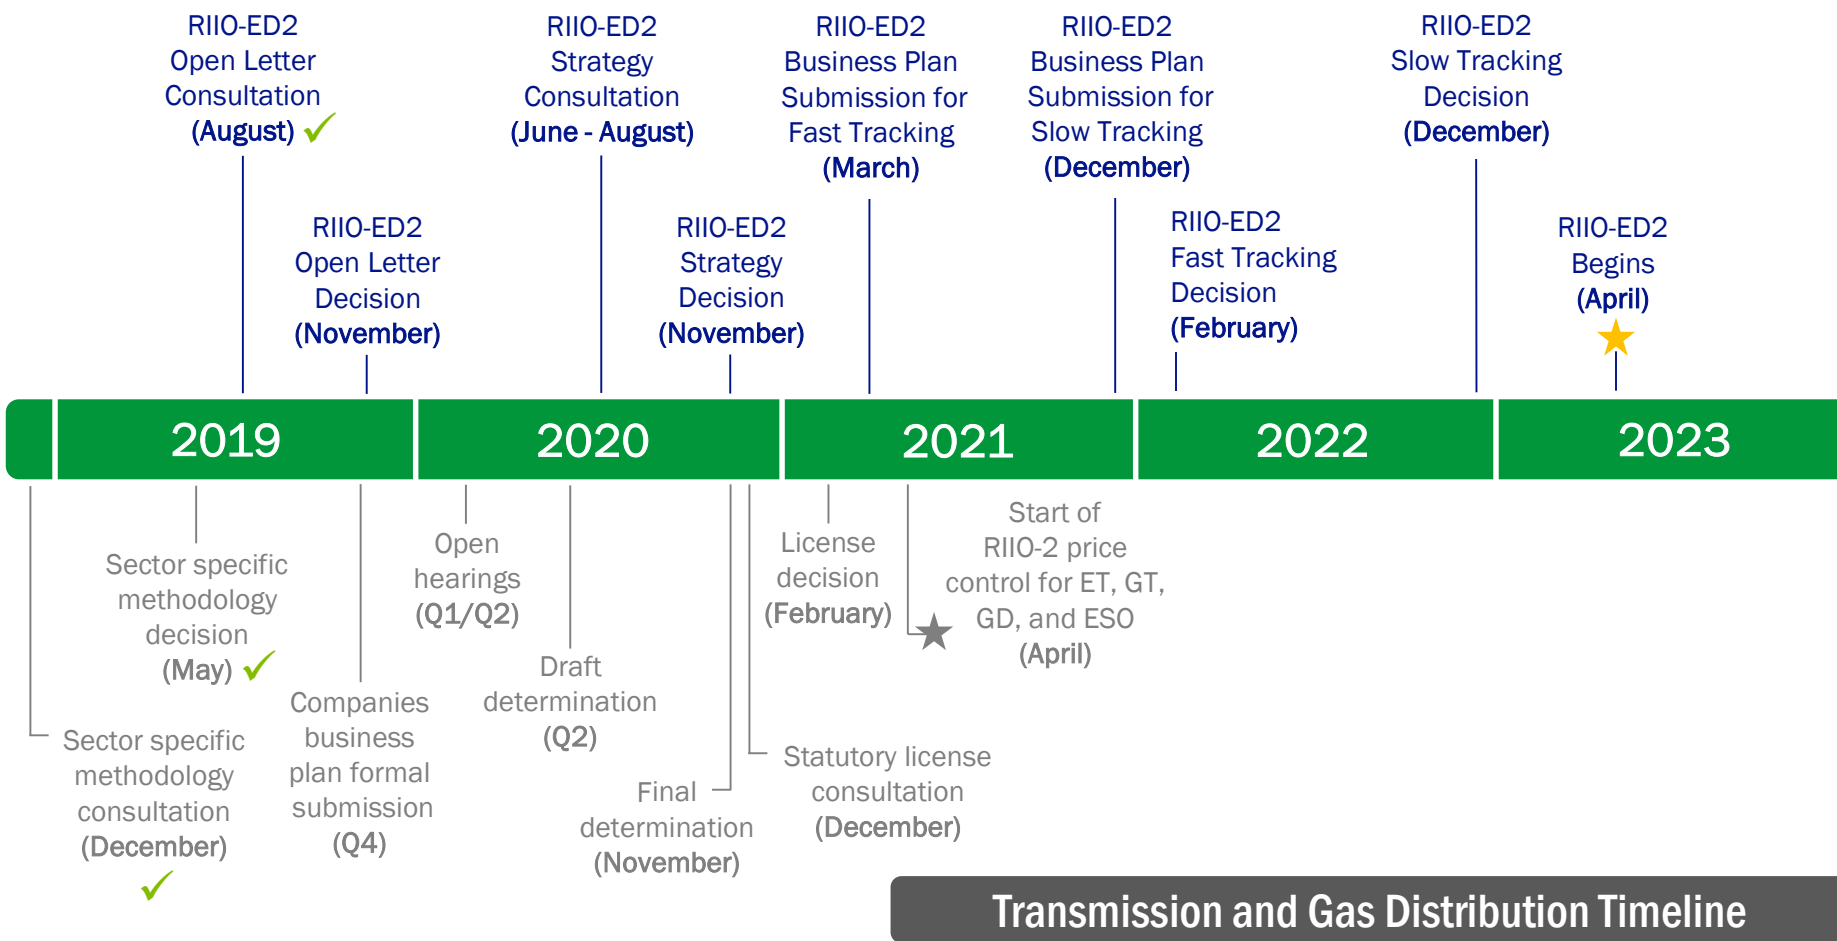 RIIO-ED2
Open Letter
Consultation
(August)
RIIO-ED2
Strategy
Consultation
(June - August)
RIIO-ED2
Business Plan
Submission for
Fast Tracking
(March)
RIIO-ED2
Business Plan
Submission for
Slow Tracking
(December)
RIIO-ED2
Slow Tracking
Decision
(December)
RIIO-ED2
Open Letter
Decision
(November)
RIIO-ED2
Strategy
Decision
(November)
RIIO-ED2
Fast Tracking
Decision
(February)
RIIO-ED2
Begins
(April)
2019
2020
2021
2022
2023
Sector specific
methodology
decision
(May)
Open
hearings
(Q1/Q2)
License
decision
(February)
Start of
RIIO-2 price
control for ET, GT,
GD, and ESO
(April)
Sector specific
methodology
consultation
(December)
Companies
business
plan formal
submission
(Q4)
Draft
determination
(Q2)
Final
determination
(November)
Statutory license
consultation
(December)
Transmission and Gas Distribution Timeline